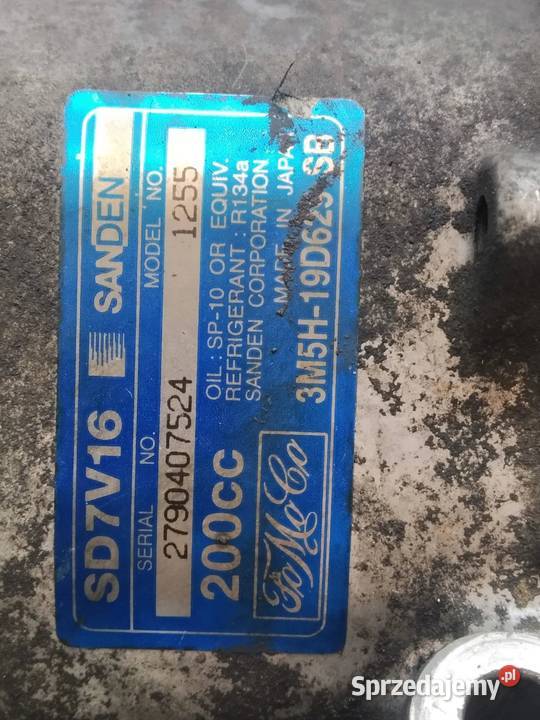 SD7V16 SANDEN
SERIAL NO. MODEL NO.
2790407524 1255
200CC
OIL : SP-10 OR EQUIV.
REFRIGERANT : R134a
SANDEN CORPORATION
MADE IN JAPAN
FoMoCo
3M5H-19D629 SB
Sprzedajemy.pl